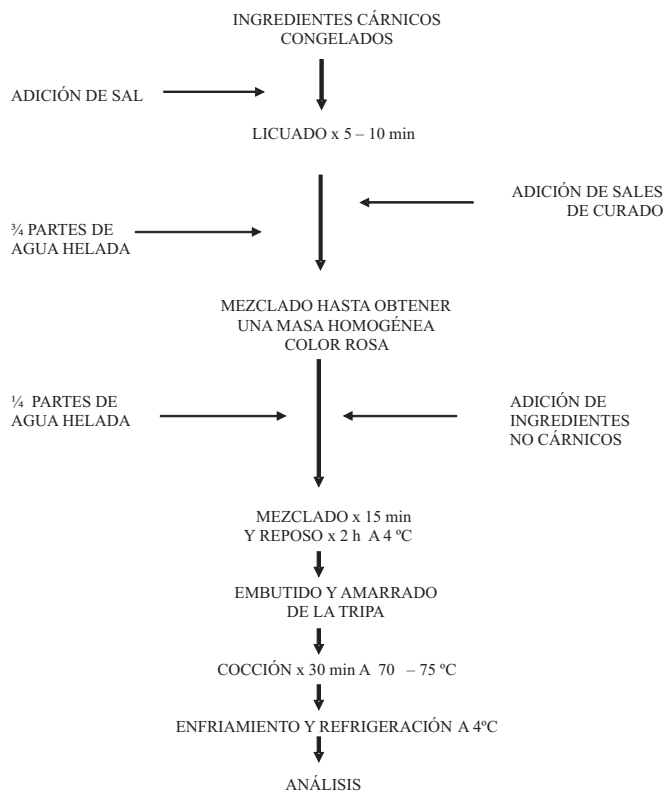 INGREDIENTES CÁRNICOS
CONGELADOS
ADICIÓN DE SAL
LICUADO x 5 – 10 min
ADICIÓN DE SALES
DE CURADO
¾ PARTES DE
AGUA HELADA
MEZCLADO HASTA OBTENER
UNA MASA HOMOGÉNEA
COLOR ROSA
¼ PARTES DE
AGUA HELADA
ADICIÓN DE
INGREDIENTES
NO CÁRNICOS
MEZCLADO x 15 min
Y REPOSO x 2 h A 4 ºC
EMBUTIDO Y AMARRADO
DE LA TRIPA
COCCIÓN x 30 min A 70 – 75 ºC
ENFRIAMIENTO Y REFRIGERACIÓN A 4ºC
ANÁLISIS